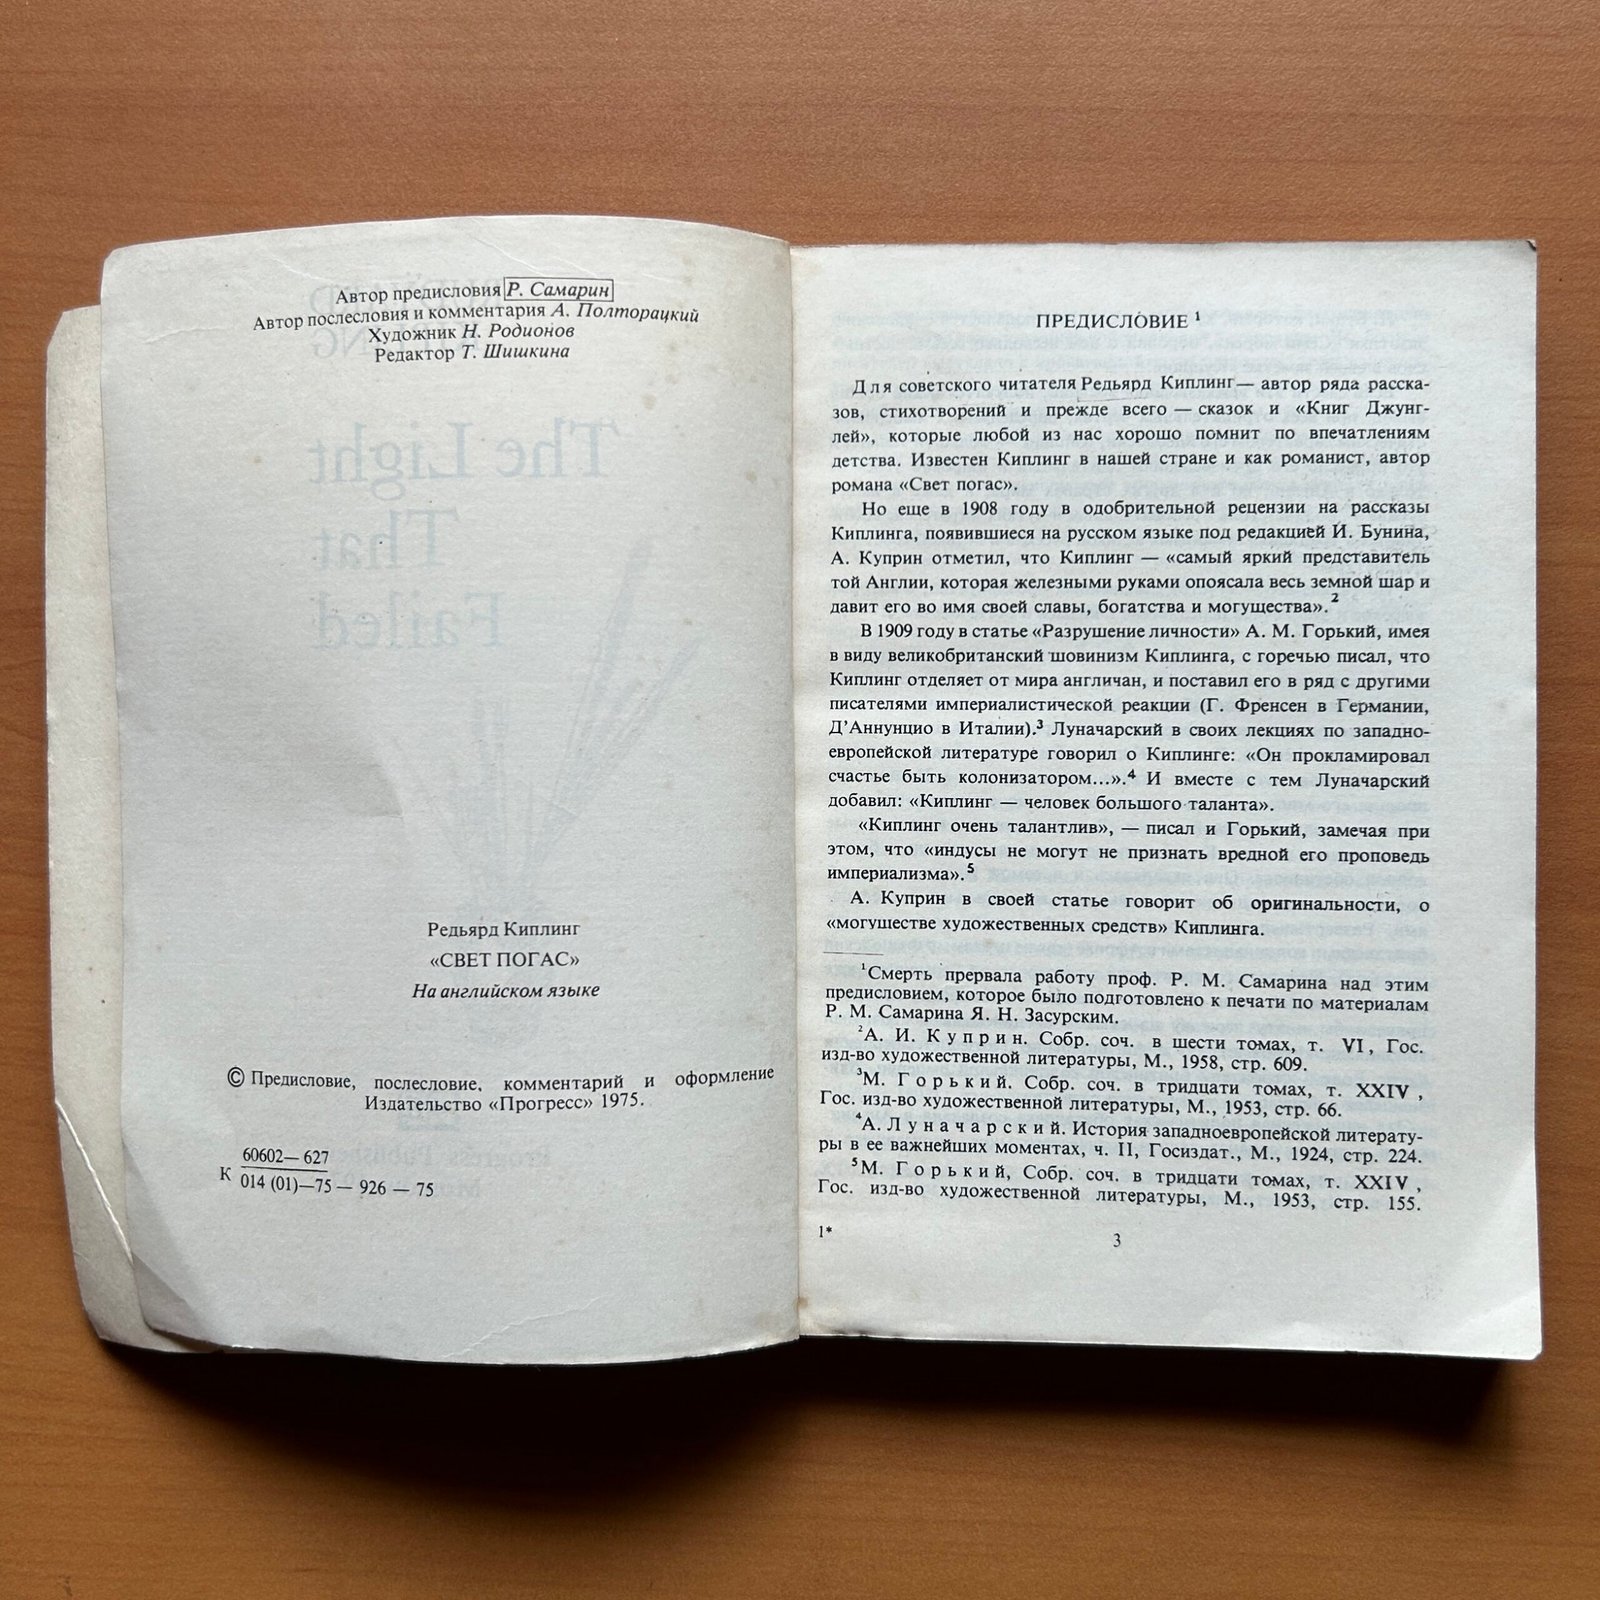 Автор предисловия Р. Самарин
Автор послесловия и комментария А. Полторацкий
Художник Н. Родионов
Редактор Т. Шишкина
The Light
That
Failed
Редьярд Киплинг
«СВЕТ ПОГАС»
На английском языке
© Предисловие, послесловие, комментарий и оформление
Издательство «Прогресс» 1975.
60602—627
К
014 (01)—75 — 926 — 75
ПРЕДИСЛОВИЕ ¹
Для советского читателя Редьярд Киплинг — автор ряда расска-
зов, стихотворений и прежде всего — сказок и «Книг Джунг-
лей», которые любой из нас хорошо помнит по впечатлениям
детства. Известен Киплинг в нашей стране и как романист, автор
романа «Свет погас».
Но еще в 1908 году в одобрительной рецензии на рассказы
Киплинга, появившиеся на русском языке под редакцией И. Бунина,
А. Куприн отметил, что Киплинг — «самый яркий представитель
той Англии, которая железными руками опоясала весь земной шар и
давит его во имя своей славы, богатства и могущества».²
В 1909 году в статье «Разрушение личности» А. М. Горький, имея
в виду великобританский шовинизм Киплинга, с горечью писал, что
Киплинг отделяет от мира англичан, и поставил его в ряд с другими
писателями империалистической реакции (Г. Френсен в Германии,
Д'Аннунцио в Италии).³ Луначарский в своих лекциях по западно-
европейской литературе говорил о Киплинге: «Он прокламировал
счастье быть колонизатором...».⁴ И вместе с тем Луначарский
добавил: «Киплинг — человек большого таланта».
«Киплинг очень талантлив», — писал и Горький, замечая при
этом, что «индусы не могут не признать вредной его проповедь
империализма».⁵
А. Куприн в своей статье говорит об оригинальности, о
«могушестве художественных средств» Киплинга.
¹Смерть прервала работу проф. Р. М. Самарина над этим
предисловием, которое было подготовлено к печати по материалам
Р. М. Самарина Я. Н. Засурским.
²А. И. Куприн. Собр. соч. в шести томах, т. VI, Гос.
изд-во художественной литературы, М., 1958, стр. 609.
³М. Горький. Собр. соч. в тридцати томах, т. XXIV,
Гос. изд-во художественной литературы, М., 1953, стр. 66.
⁴А. Луначарский. История западноевропейской литерату-
ры в ее важнейших моментах, ч. II, Госиздат., М., 1924, стр. 224.
⁵М. Горький, Собр. соч. в тридцати томах, т. XXIV,
Гос. изд-во художественной литературы, М., 1953, стр. 155.
1*
3